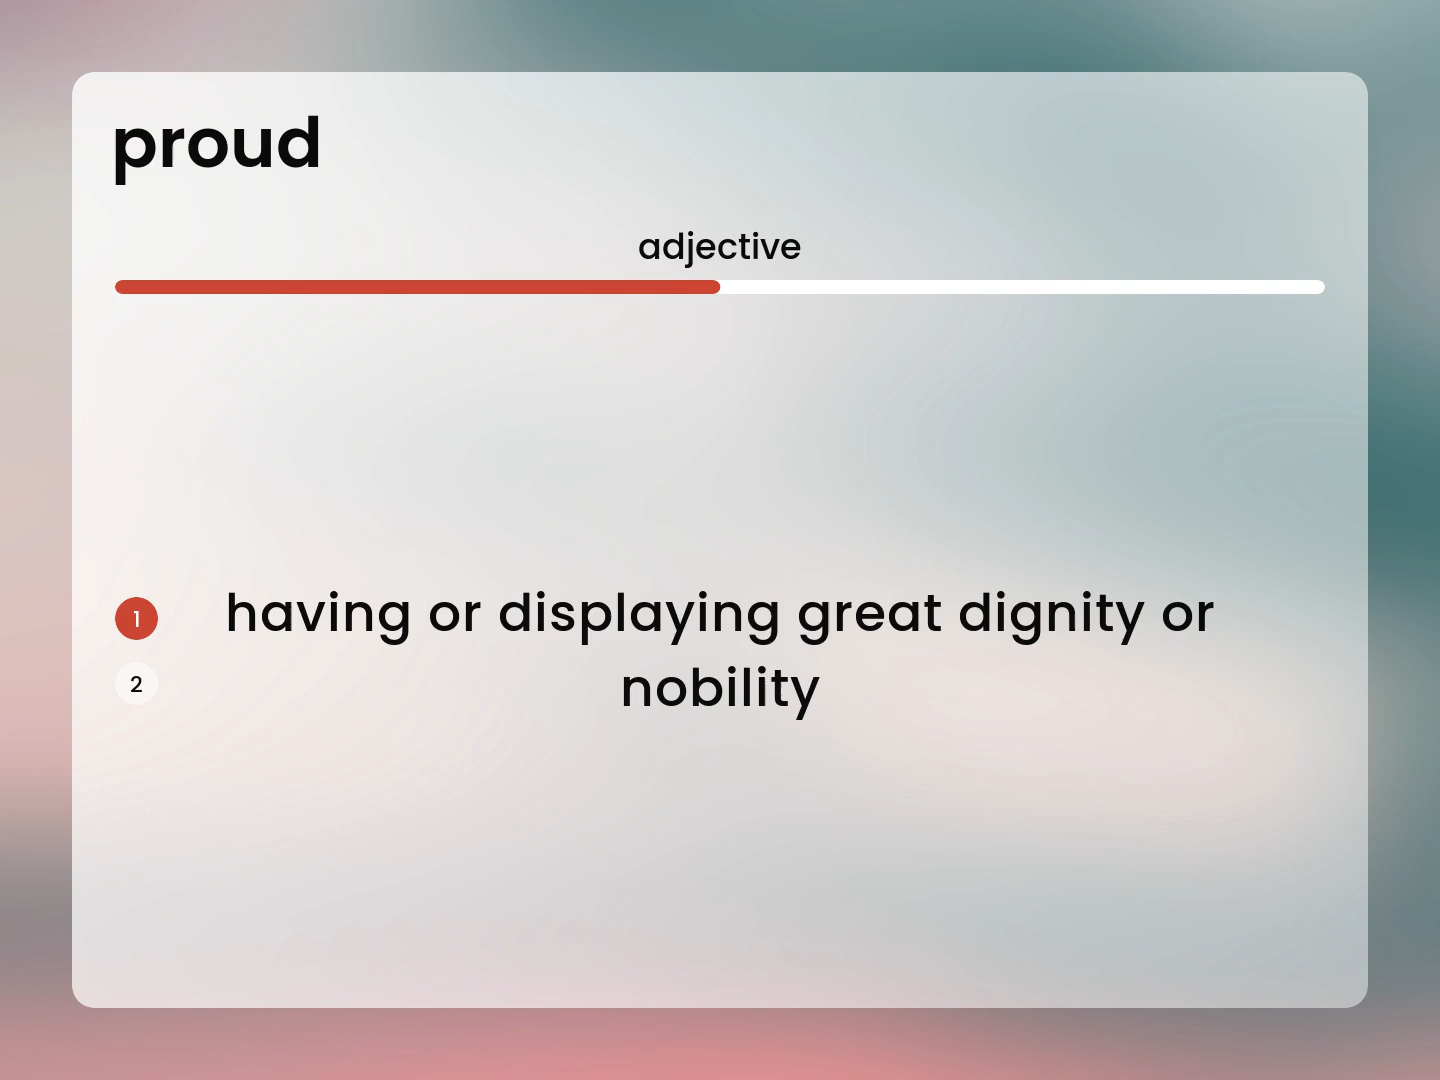 proud
adjective
1
having or displaying great dignity or
nobility
2